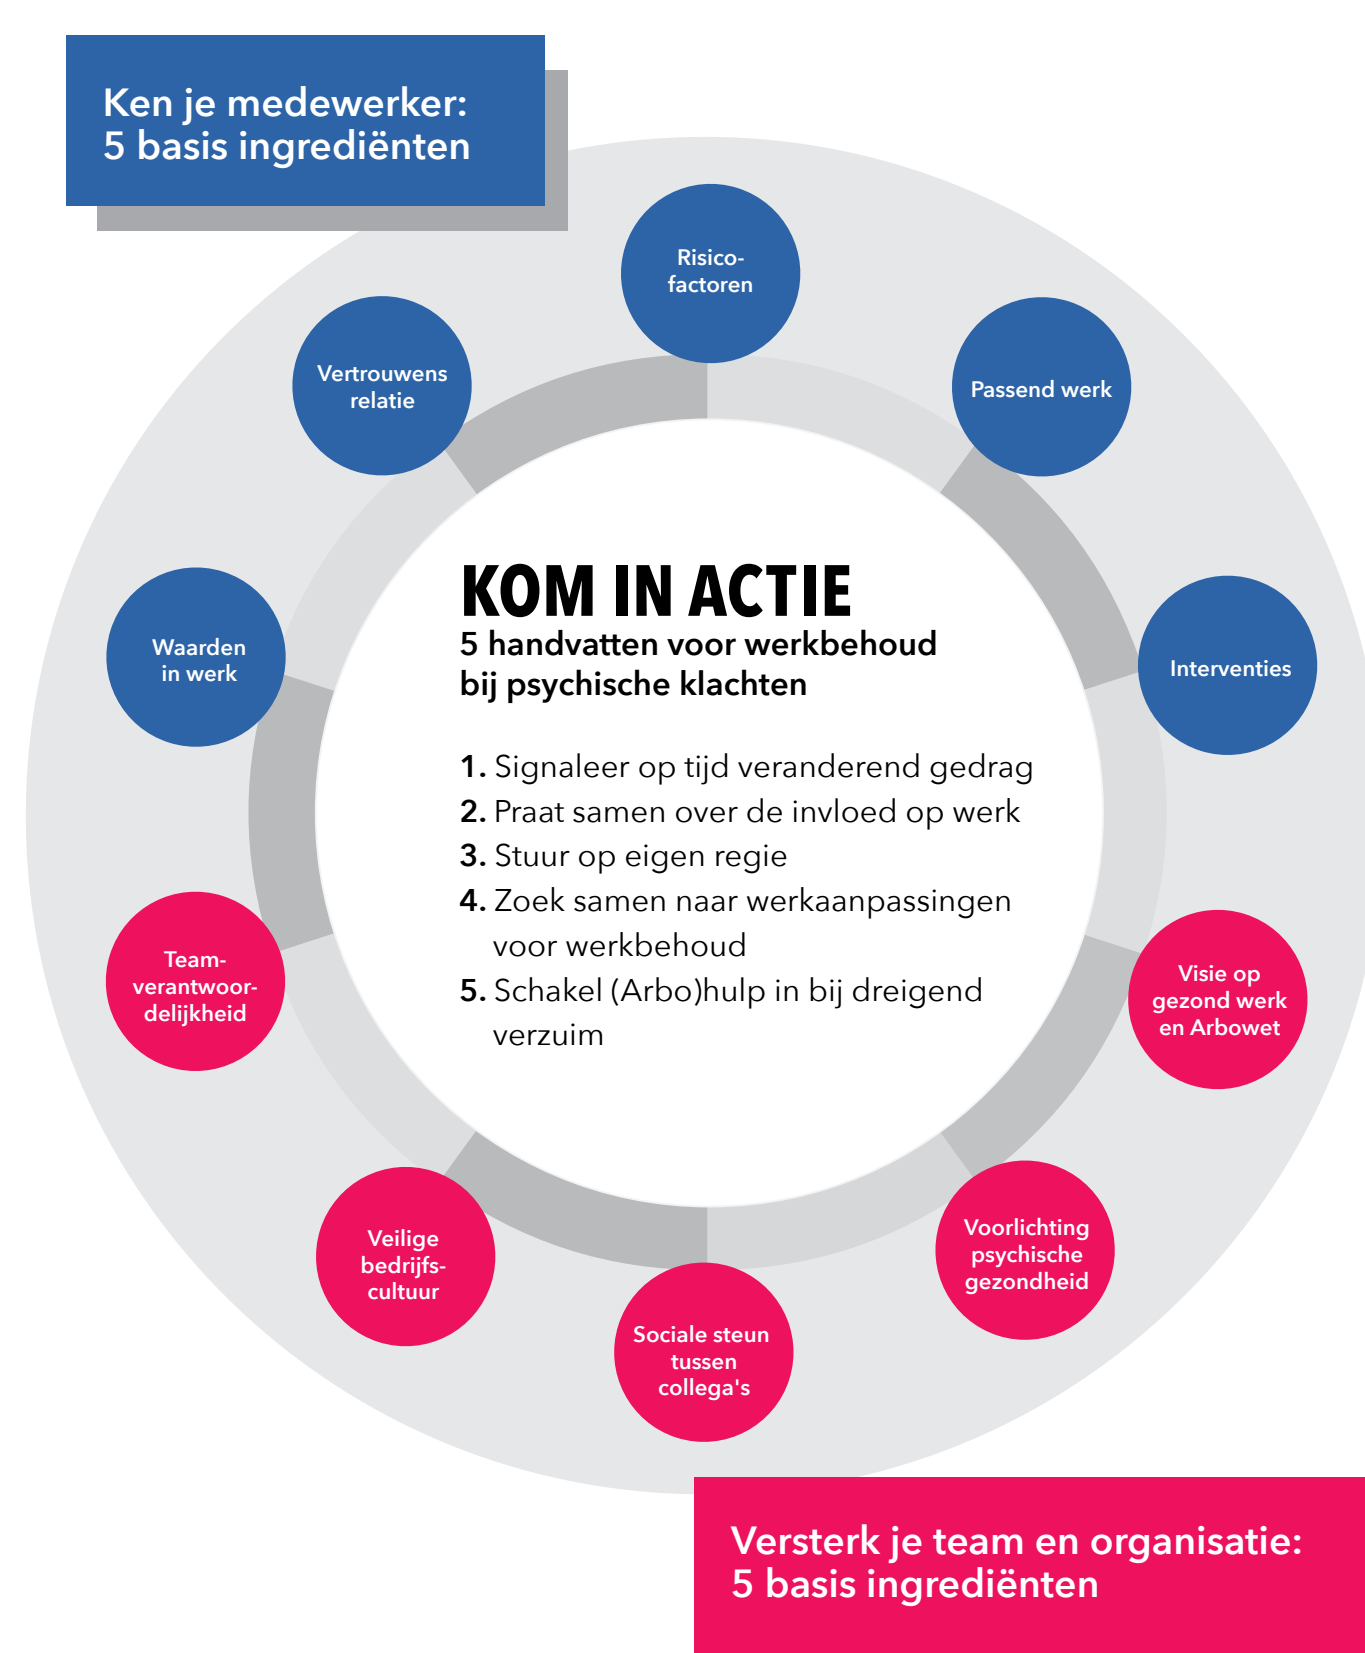 Ken je medewerker:
5 basis ingrediënten
Risico-
factoren
Vertrouwens
relatie
Passend werk
Waarden
in werk
Interventies
KOM IN ACTIE
5 handvatten voor werkbehoud
bij psychische klachten
1. Signaleer op tijd veranderend gedrag
2. Praat samen over de invloed op werk
3. Stuur op eigen regie
4. Zoek samen naar werkaanpassingen
voor werkbehoud
5. Schakel (Arbo)hulp in bij dreigend
verzuim
Team-
verantwoor-
delijkheid
Visie op
gezond werk
en Arbowet
Veilige
bedrijfs-
cultuur
Voorlichting
psychische
gezondheid
Sociale steun
tussen
collega's
Versterk je team en organisatie:
5 basis ingrediënten